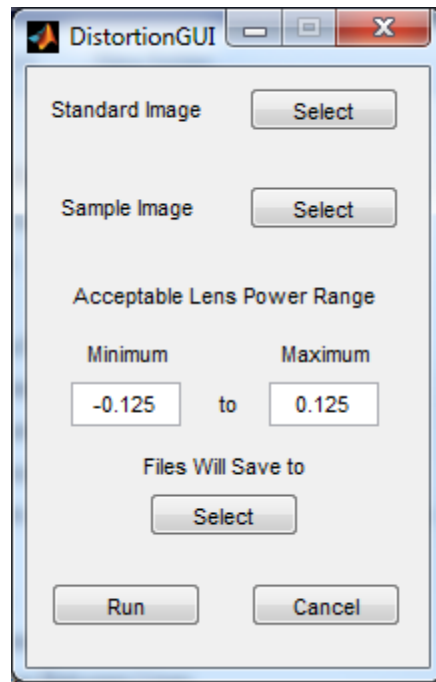 DistortionGUI
Standard Image Select
Sample Image Select
Acceptable Lens Power Range
Minimum Maximum
-0.125 to 0.125
Files Will Save to
Select
Run Cancel